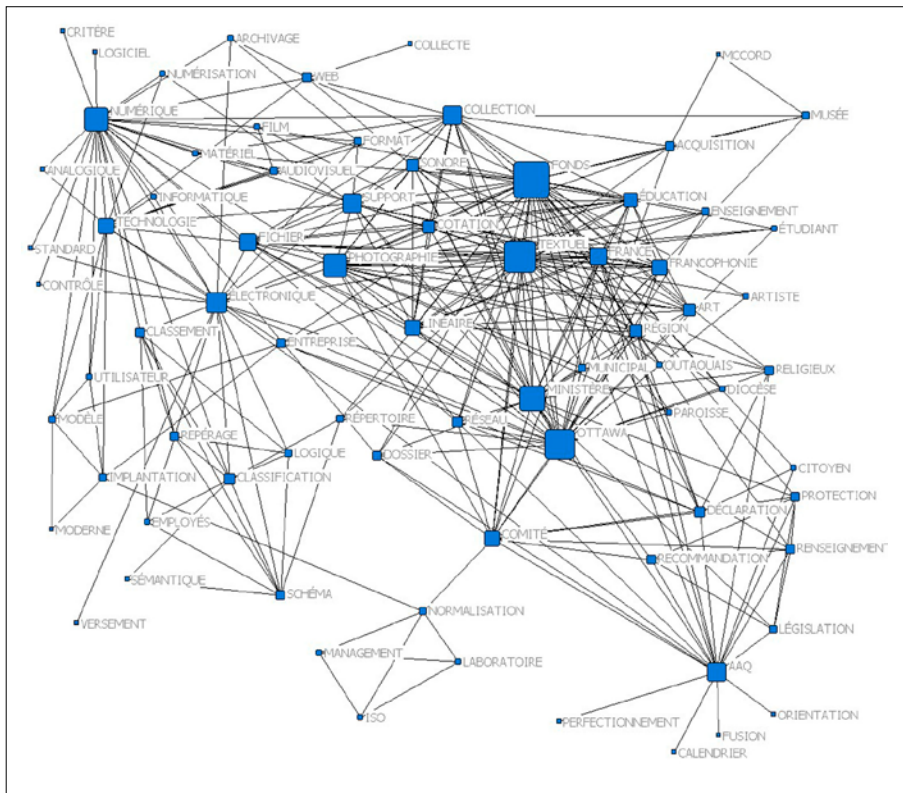 CRITÈRE
ARCHIVAGE
COLLECTE
LOGICIEL
MCCORD
NUMÉRISATION
WEB
NUMÉRIQUE
COLLECTION
MUSÉE
FILM
FORMAT
ACQUISITION
MATÉRIEL
SONORE
FONDS
ANALOGIQUE
AUDIOVISUEL
INFORMATIQUE
SUPPORT
ÉDUCATION
TECHNOLOGIE
COTATION
ENSEIGNEMENT
ÉTUDIANT
STANDARD
FICHIER
TEXTUEL
FRANCE
PHOTOGRAPHIE
FRANCOPHONIE
CONTRÔLE
ÉLECTRONIQUE
ARTISTE
ART
CLASSEMENT
LINÉAIRE
RÉGION
ENTREPRISE
MUNICIPAL
OUTAOUAIS
RELIGIEUX
UTILISATEUR
MINISTÈRE
DIOCÈSE
MODÈLE
RÉPERTOIRE
RÉSEAU
PAROISSE
REPÉRAGE
OTTAWA
LOGIQUE
DOSSIER
CITOYEN
IMPLANTATION
CLASSIFICATION
PROTECTION
DÉCLARATION
MODERNE
EMPLOYÉS
COMITÉ
RENSEIGNEMENT
RECOMMANDATION
SÉMANTIQUE
SCHÉMA
VERSEMENT
NORMALISATION
LÉGISLATION
MANAGEMENT
LABORATOIRE
AAQ
ISO
PERFECTIONNEMENT
ORIENTATION
FUSION
CALENDRIER